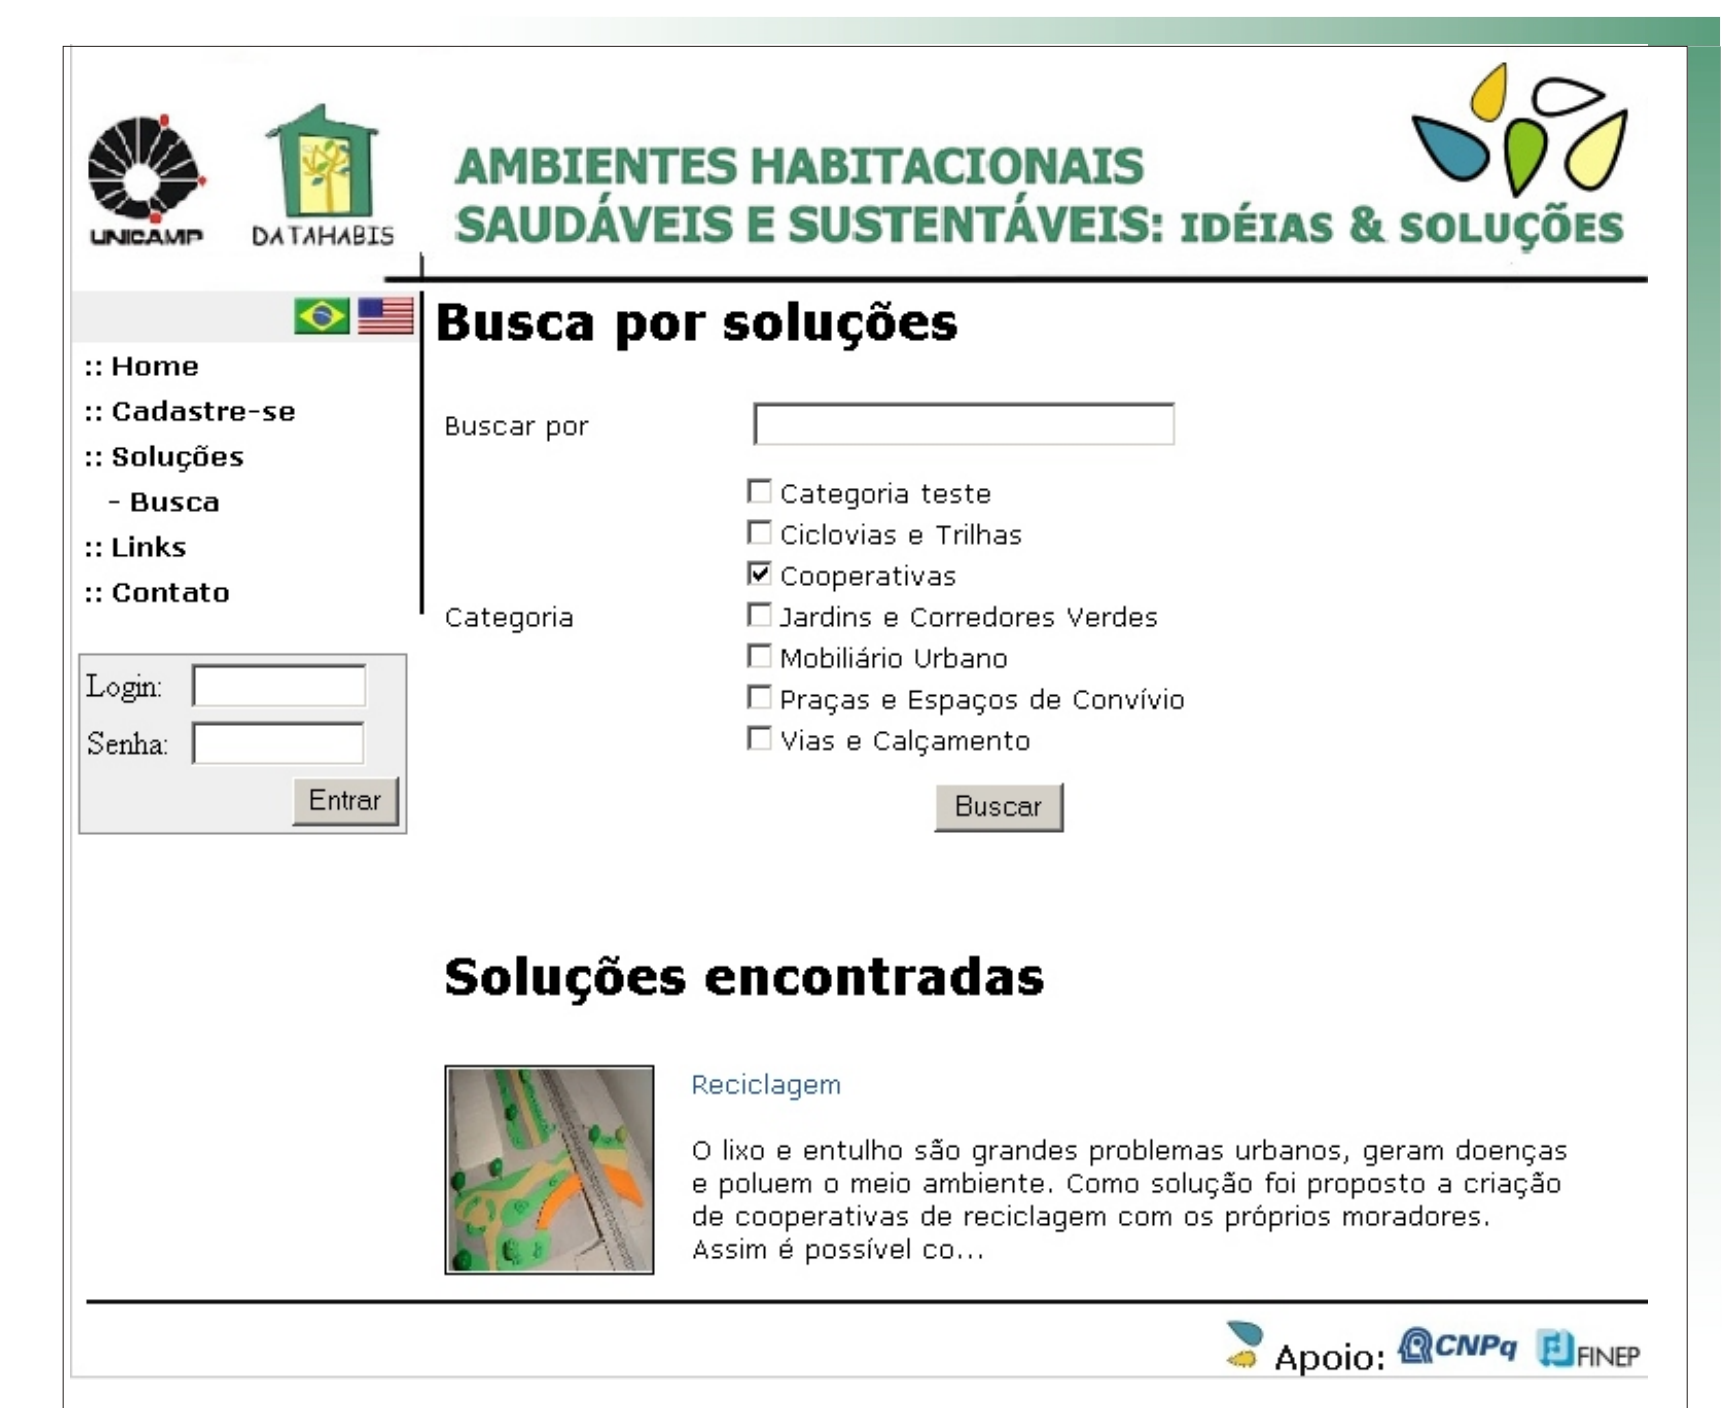 UNICAMP
DATAHABIS
AMBIENTES HABITACIONAIS
SAUDÁVEIS E SUSTENTÁVEIS: IDÉIAS & SOLUÇÕES
:: Home
:: Cadastre-se
:: Soluções
- Busca
:: Links
:: Contato
Login:
Senha:
Entrar
Busca por soluções
Buscar por
Categoria
Categoria teste
Ciclovias e Trilhas
Cooperativas
Jardins e Corredores Verdes
Mobiliário Urbano
Praças e Espaços de Convívio
Vias e Calçamento
Buscar
Soluções encontradas
Reciclagem
O lixo e entulho são grandes problemas urbanos, geram doenças
e poluem o meio ambiente. Como solução foi proposto a criação
de cooperativas de reciclagem com os próprios moradores.
Assim é possível co...
Apoio: CNPq FINEP